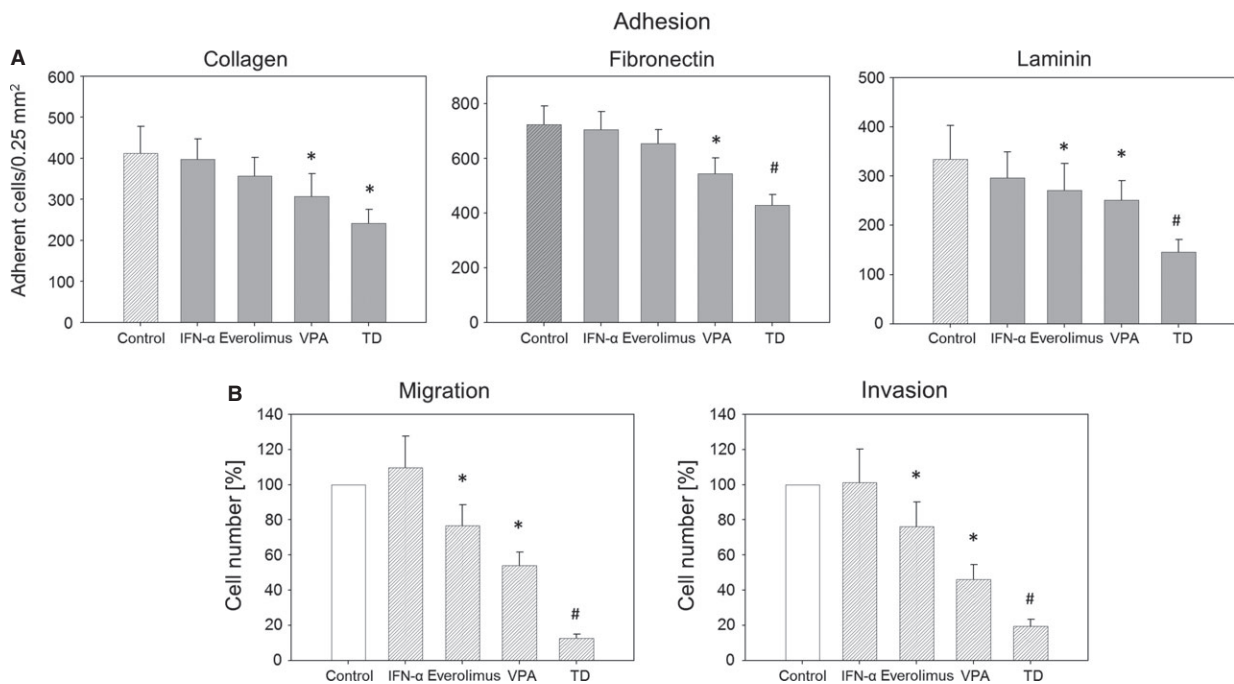 Adhesion
A
Collagen
Fibronectin
Laminin
Adherent cells/0.25 mm²
600
500
400
300
200
100
0
*
*
Control IFN-α Everolimus VPA TD
800
600
400
200
0
*
#
Control IFN-α Everolimus VPA TD
500
400
300
200
100
0
*
*
#
Control IFN-α Everolimus VPA TD
B
Migration
Invasion
Cell number [%]
140
120
100
80
60
40
20
0
*
*
#
Control IFN-α Everolimus VPA TD
Cell number [%]
140
120
100
80
60
40
20
0
*
*
#
Control IFN-α Everolimus VPA TD